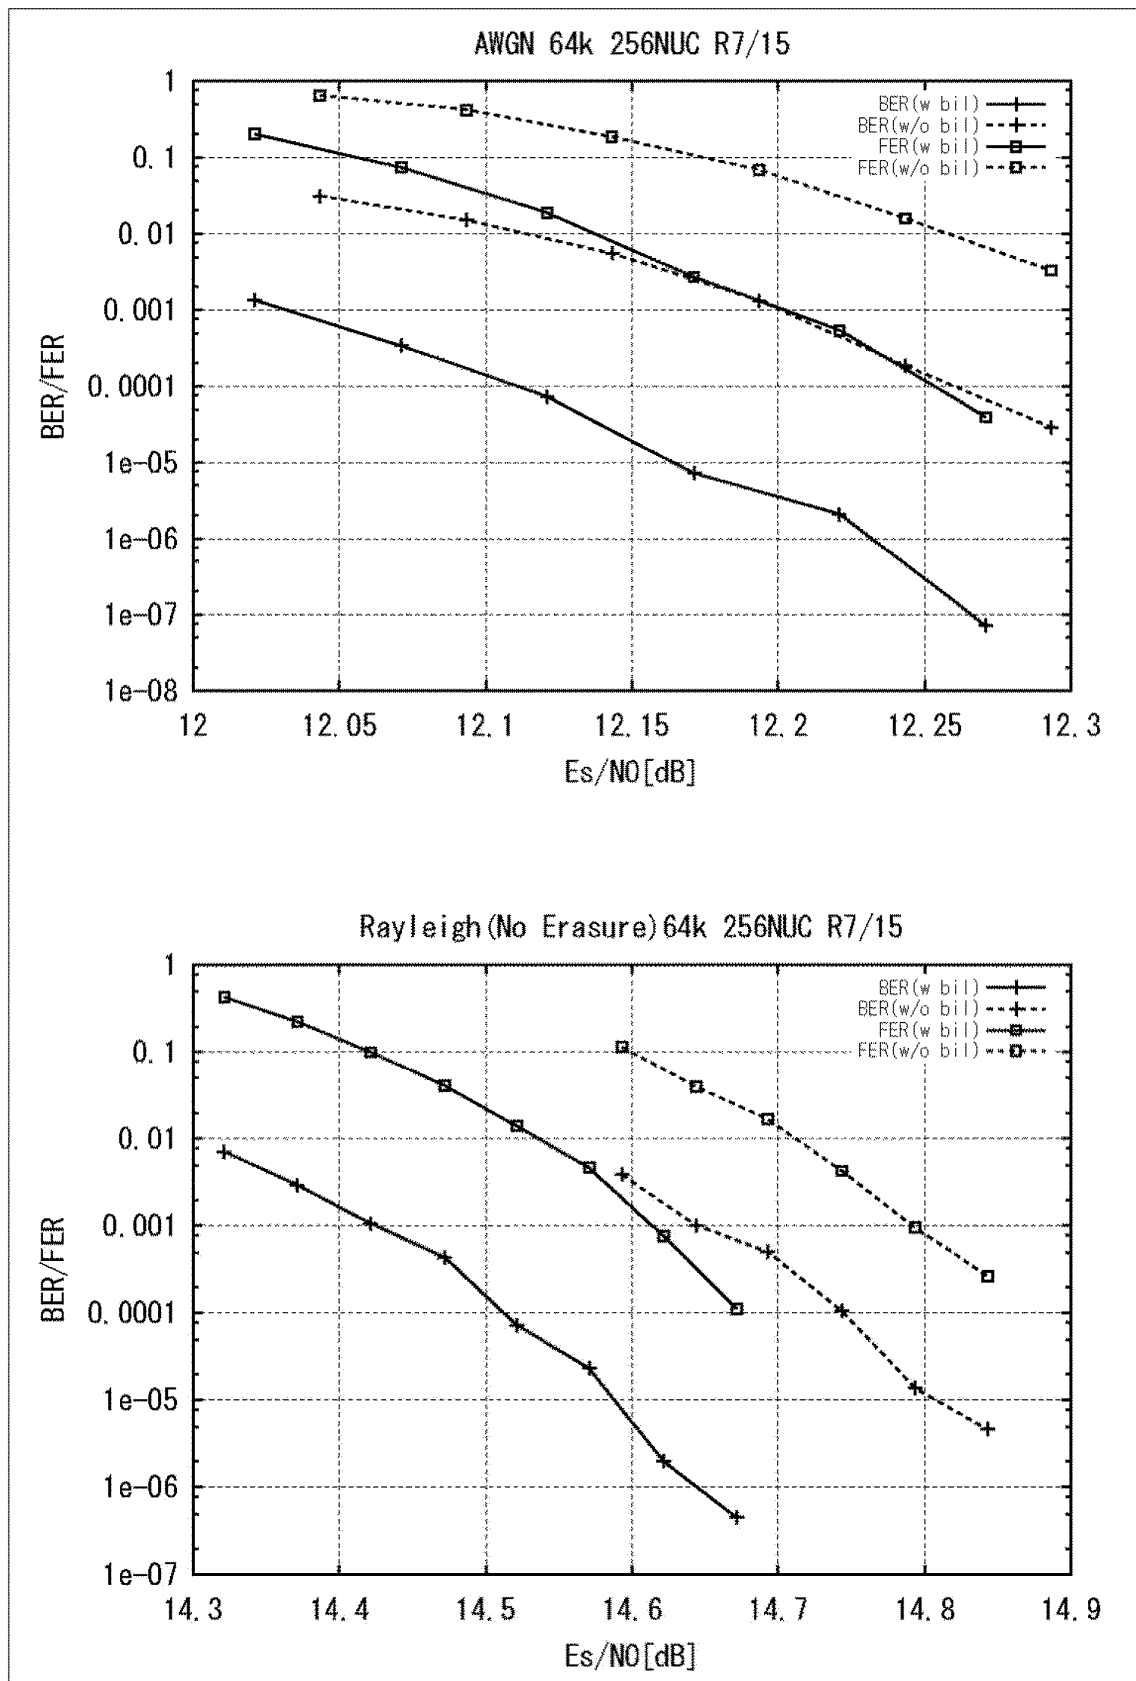 AWGN 64k 256NUC R7/15
BER(w bil)
BER(w/o bil)
FER(w bil)
FER(w/o bil)
1
0.1
0.01
0.001
0.0001
1e-05
1e-06
1e-07
1e-08
BER/FER
12 12.05 12.1 12.15 12.2 12.25 12.3
Es/N0[dB]
Rayleigh(No Erasure)64k 256NUC R7/15
BER(w bil)
BER(w/o bil)
FER(w bil)
FER(w/o bil)
1
0.1
0.01
0.001
0.0001
1e-05
1e-06
1e-07
BER/FER
14.3 14.4 14.5 14.6 14.7 14.8 14.9
Es/N0[dB]